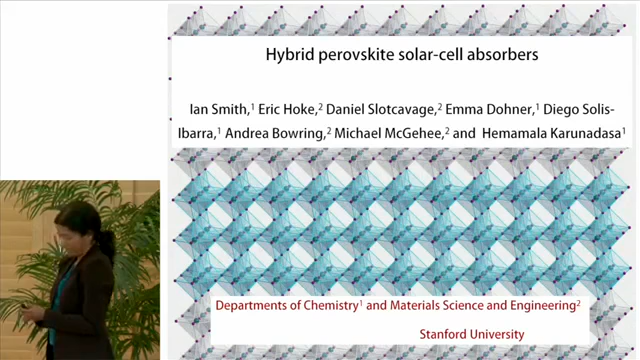 Hybrid perovskite solar-cell absorbers
Ian Smith,¹ Eric Hoke,² Daniel Slotcavage,² Emma Dohner,¹ Diego Solis-
Ibarra,¹ Andrea Bowring,² Michael McGehee,² and Hemamala Karunadasa¹
Departments of Chemistry¹ and Materials Science and Engineering²
Stanford University